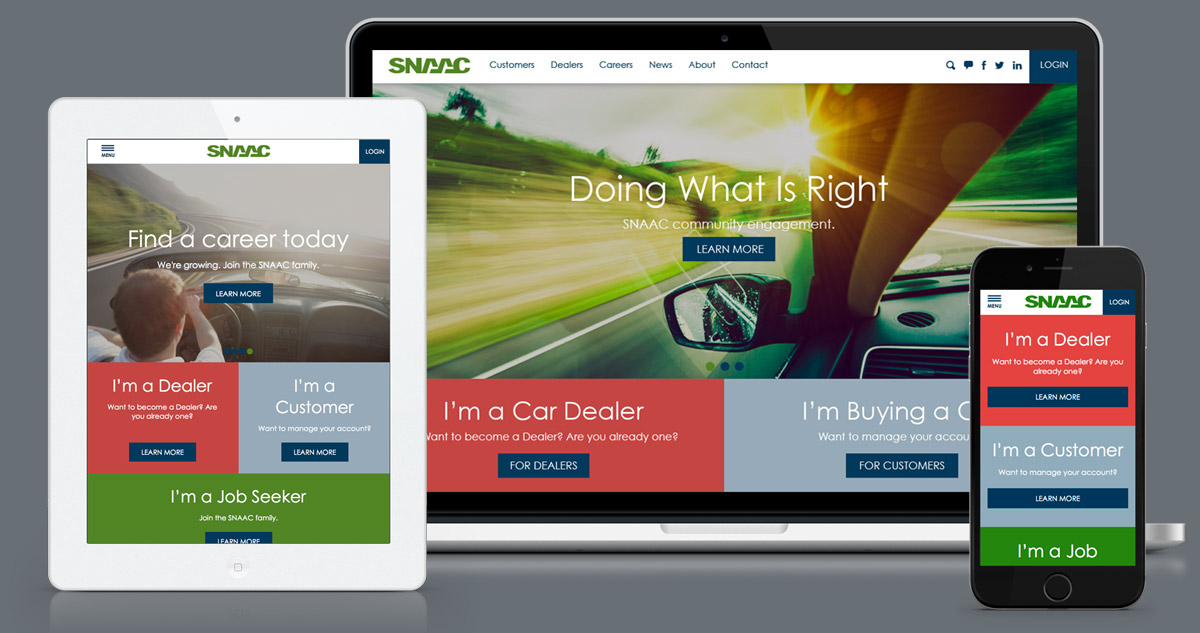 SNAAC Customers Dealers Careers News About Contact LOGIN
Doing What Is Right
SNAAC community engagement.
LEARN MORE
I'm a Car Dealer
Want to become a Dealer? Are you already one?
FOR DEALERS
I'm Buying a C
Want to manage your accou
FOR CUSTOMERS
MENU SNAAC LOGIN
Find a career today
We're growing. Join the SNAAC family.
LEARN MORE
I'm a Dealer
Want to become a Dealer? Are
you already one?
LEARN MORE
I'm a
Customer
Want to manage your account?
LEARN MORE
I'm a Job Seeker
Join the SNAAC family.
LEARN MORE
MENU SNAAC LOGIN
I'm a Dealer
Want to become a Dealer? Are you
already one?
LEARN MORE
I'm a Customer
Want to manage your account?
LEARN MORE
I'm a Job